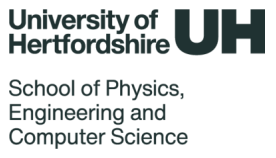 University of
Hertfordshire UH
School of Physics,
Engineering and
Computer Science